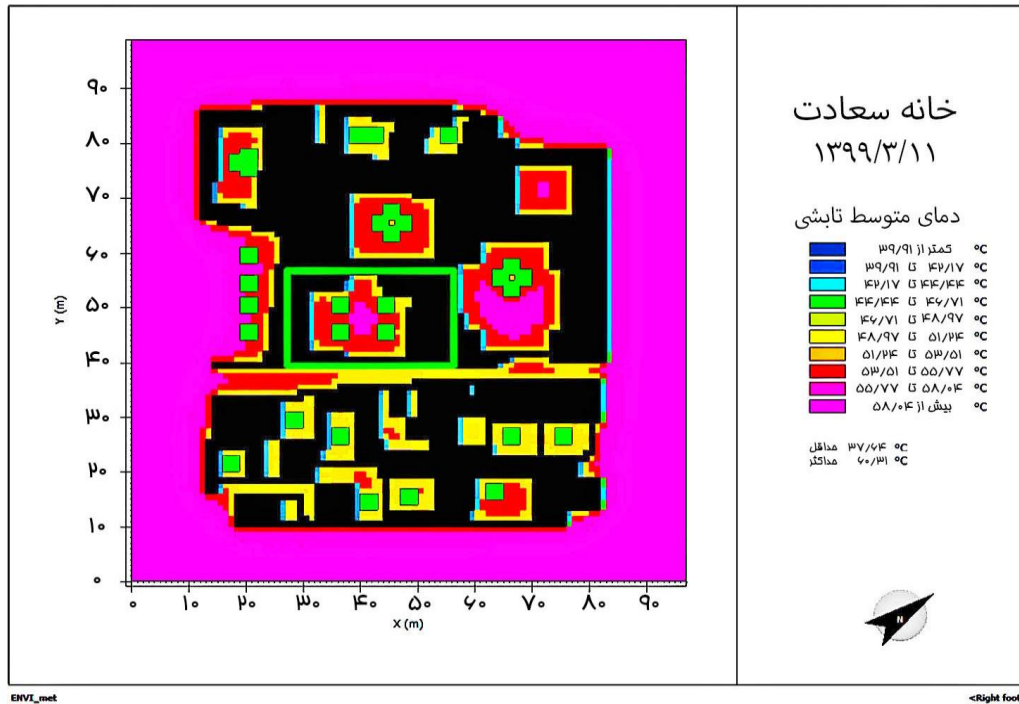 خانه سعادت
۱۳۹۹/۳/۱۱
دمای متوسط تابشی
کمتر از ۳۹/۹۱ °C
۳۹/۹۱ تا ۴۲/۱۷ °C
۴۲/۱۷ تا ۴۴/۴۴ °C
۴۴/۴۴ تا ۴۶/۷۱ °C
۴۶/۷۱ تا ۴۸/۹۷ °C
۴۸/۹۷ تا ۵۱/۲۴ °C
۵۱/۲۴ تا ۵۳/۵۱ °C
۵۳/۵۱ تا ۵۵/۷۷ °C
۵۵/۷۷ تا ۵۸/۰۴ °C
بیش از ۵۸/۰۴ °C
حداقل ۳۷/۶۴ °C
حداکثر ۶۰/۳۱ °C
N
Y (m)
۹۰
۸۰
۷۰
۶۰
۵۰
۴۰
۳۰
۲۰
۱۰
۰
۰ ۱۰ ۲۰ ۳۰ ۴۰ ۵۰ ۶۰ ۷۰ ۸۰ ۹۰
X (m)
ENVI_met
<Right foot